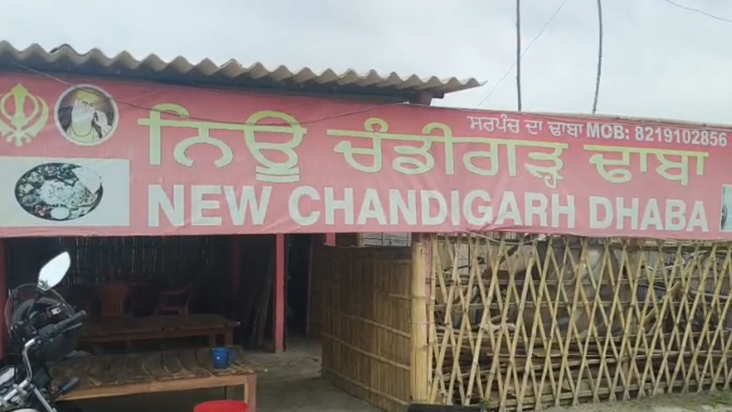 ਸਰਪੰਚ ਦਾ ਢਾਬਾ MOB: 8219102856
ਨਿਊ ਚੰਡੀਗੜ੍ਹ ਢਾਬਾ
NEW CHANDIGARH DHABA